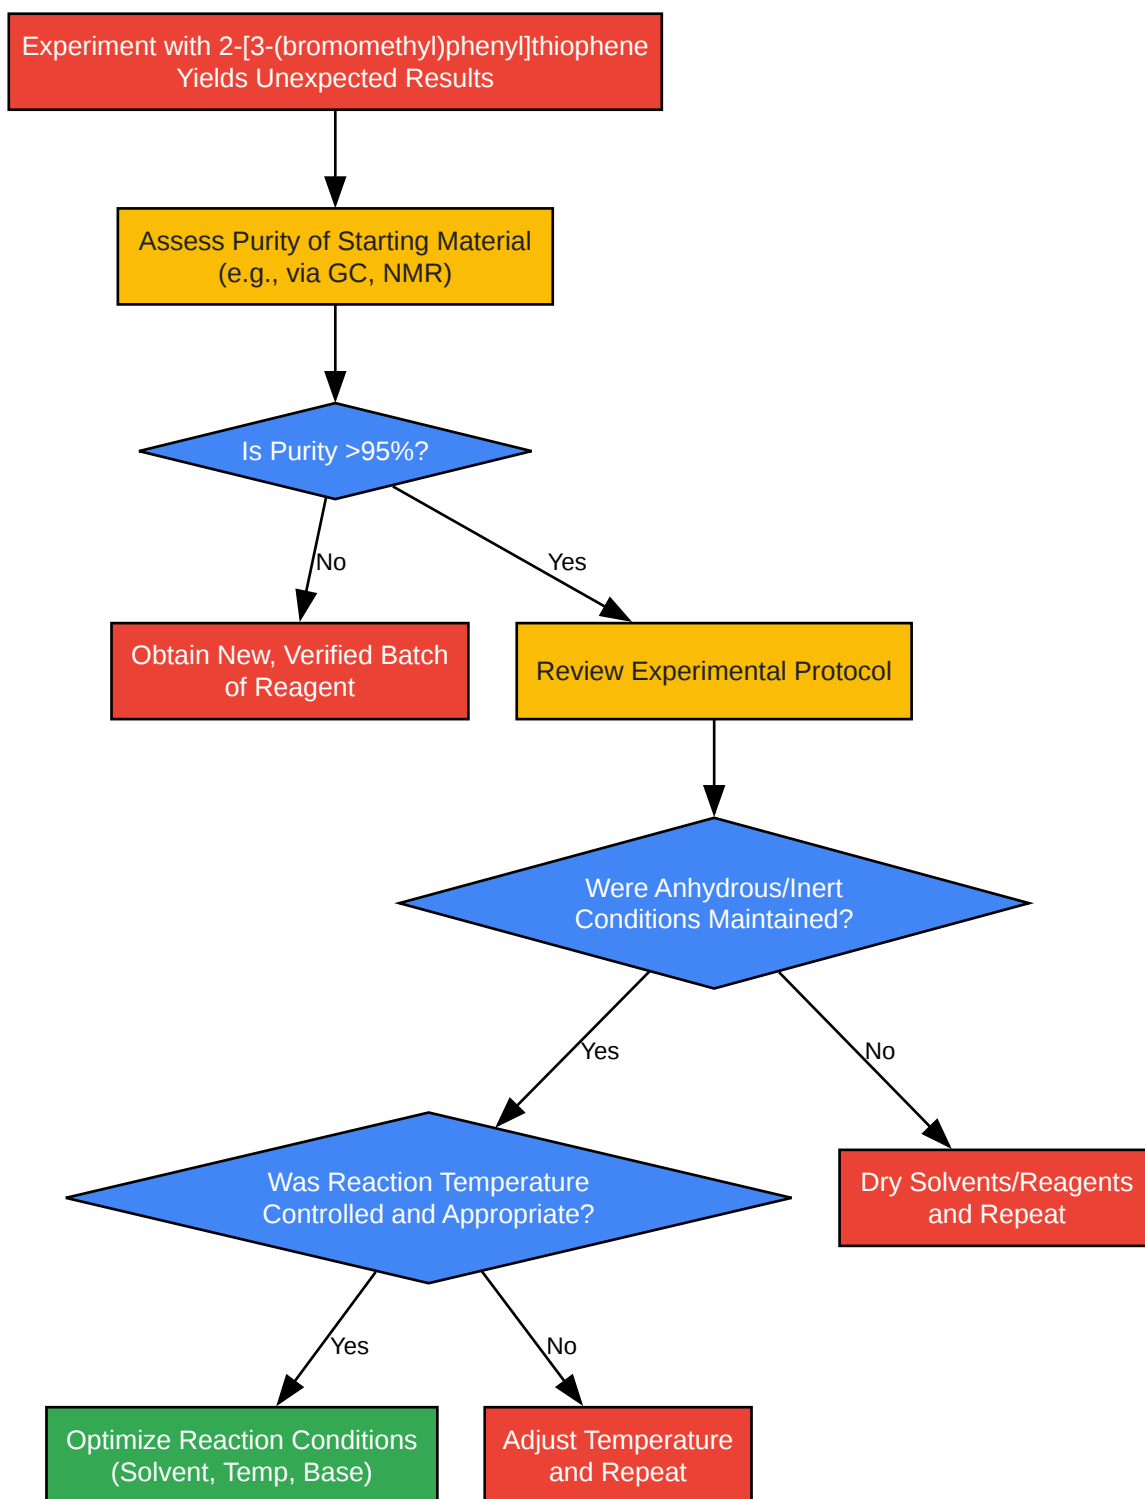 Experiment with 2-[3-(bromomethyl)phenyl]thiophene
Yields Unexpected Results
Assess Purity of Starting Material
(e.g., via GC, NMR)
Is Purity >95%?
No
Yes
Obtain New, Verified Batch
of Reagent
Review Experimental Protocol
Were Anhydrous/Inert
Conditions Maintained?
Yes
No
Was Reaction Temperature
Controlled and Appropriate?
Dry Solvents/Reagents
and Repeat
Yes
No
Optimize Reaction Conditions
(Solvent, Temp, Base)
Adjust Temperature
and Repeat